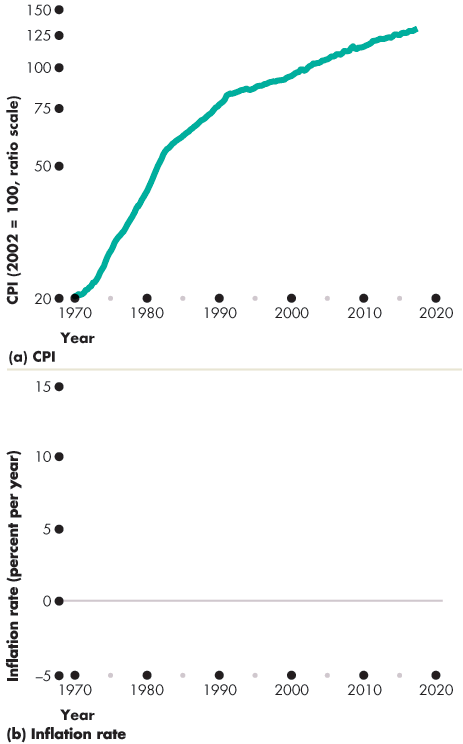 150
125
100
75
50
20
CPI (2002 = 100, ratio scale)
1970 1980 1990 2000 2010 2020
Year
(a) CPI
15
10
5
0
–5
Inflation rate (percent per year)
1970 1980 1990 2000 2010 2020
Year
(b) Inflation rate